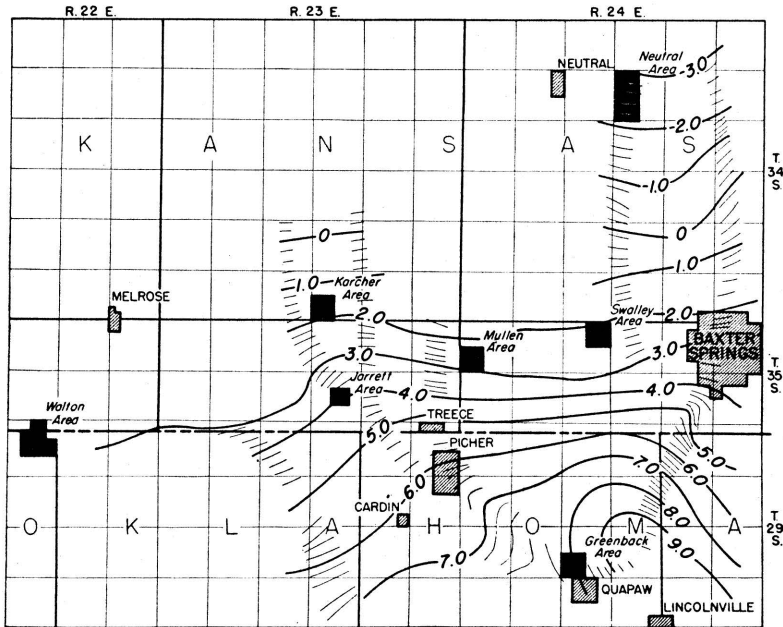 R. 22 E. R. 23 E. R. 24 E.
NEUTRAL
Neutral Area
-3.0
-2.0
K A N S A S
T. 34 S.
-1.0
0
0
1.0
-1.0
Karcher Area
MELROSE
2.0
Swalley Area
2.0
Mullen Area
BAXTER SPRINGS
3.0
3.0
T. 35 S.
Jarrett Area
4.0
4.0
Walton Area
TREECE
5.0
PICHER
5.0
7.0
6.0
6.0
CARDIN
8.0
O K L A H O M A
T. 29 S.
9.0
Greenback Area
7.0
QUAPAW
LINCOLNVILLE